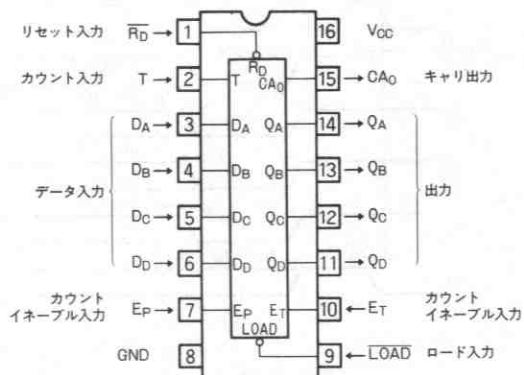 リセット入力 R̅D → 1 16 VCC
RD
カウント入力 T → 2 T CAO 15 → CAO キャリ出力
DA → 3 DA QA 14 → QA
DB → 4 DB QB 13 → QB
データ入力 出力
DC → 5 DC QC 12 → QC
DD → 6 DD QD 11 → QD
カウント
イネーブル入力 EP → 7 EP ET 10 ← ET カウント
イネーブル入力
LOAD
GND 8 9 ← L̅O̅A̅D̅ ロード入力